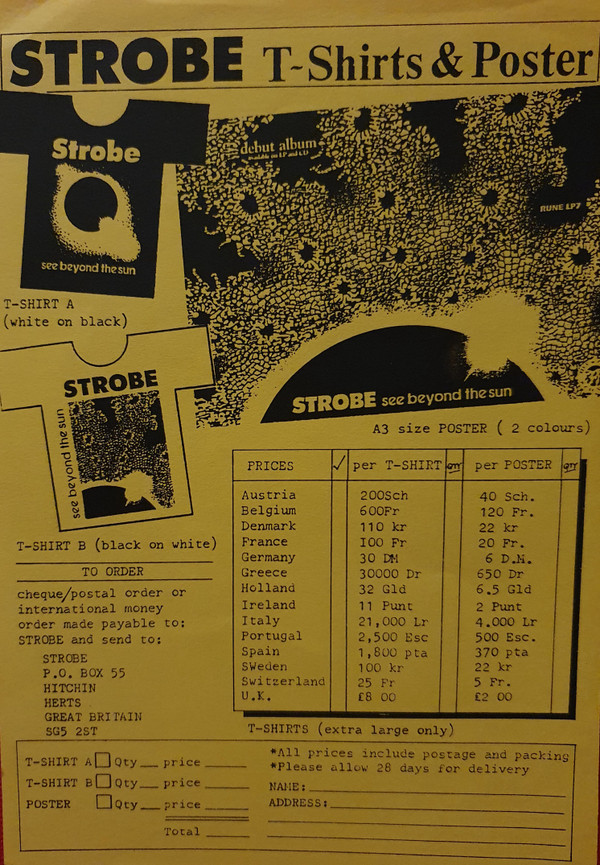 STROBE T-Shirts & Poster
Strobe
see beyond the sun
T-SHIRT A
(white on black)
debut album
Available on LP and CD
RUNE LP7
STROBE see beyond the sun
A3 size POSTER ( 2 colours)
STROBE
see beyond the sun
T-SHIRT B (black on white)
TO ORDER
cheque/postal order or
international money
order made payable to:
STROBE and send to:
STROBE
P.O. BOX 55
HITCHIN
HERTS
GREAT BRITAIN
SG5 2ST
PRICES ✓ per T-SHIRT QTY per POSTER QTY
Austria 200Sch 40 Sch.
Belgium 600Fr 120 Fr.
Denmark 110 kr 22 kr
France 100 Fr 20 Fr.
Germany 30 DM 6 D.M.
Greece 30000 Dr 650 Dr
Holland 32 Gld 6.5 Gld
Ireland 11 Punt 2 Punt
Italy 21,000 Lr 4.000 Lr
Portugal 2,500 Esc 500 Esc.
Spain 1,800 pta 370 pta
Sweden 100 kr 22 kr
Switzerland 25 Fr 5 Fr.
U.K. £8 00 £2 00
T-SHIRTS (extra large only)
T-SHIRT A Qty price
T-SHIRT B Qty price
POSTER Qty price
Total
*All prices include postage and packing
*Please allow 28 days for delivery
NAME:
ADDRESS: